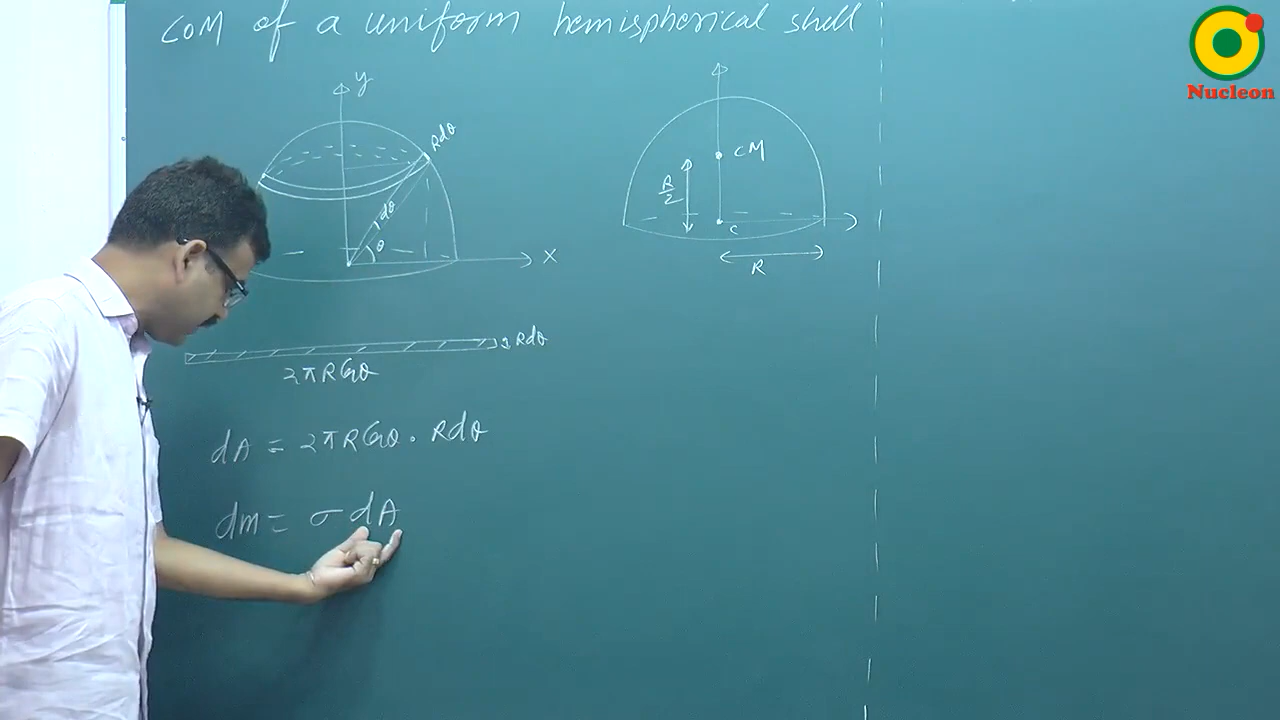 COM of a uniform hemispherical shell
Nucleon
y
Rdθ
dθ
θ
x
CM
R/2
C
R
Rdθ
2πRCosθ
dA = 2πRCosθ · Rdθ
dm = σ dA